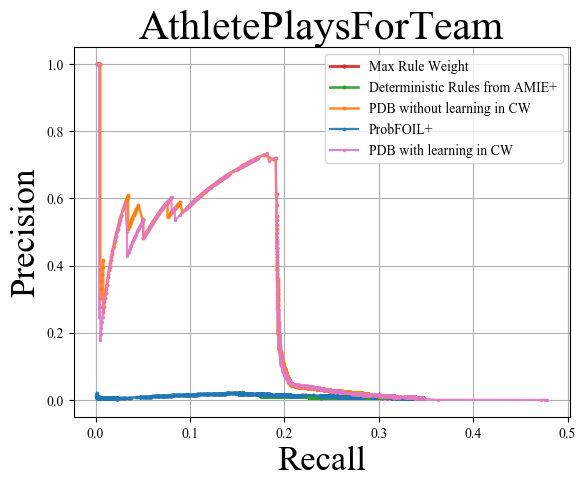 AthletePlaysForTeam
Max Rule Weight
Deterministic Rules from AMIE+
PDB without learning in CW
ProbFOIL+
PDB with learning in CW
Precision
1.0
0.8
0.6
0.4
0.2
0.0
0.0 0.1 0.2 0.3 0.4 0.5
Recall